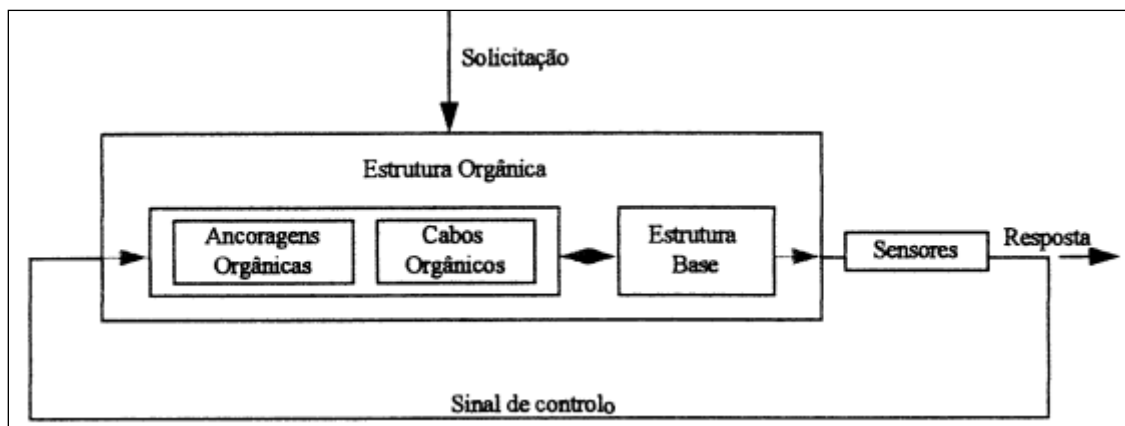 Solicitação
Estrutura Orgânica
Ancoragens
Orgânicas
Cabos
Orgânicos
Estrutura
Base
Sensores
Resposta
Sinal de controlo